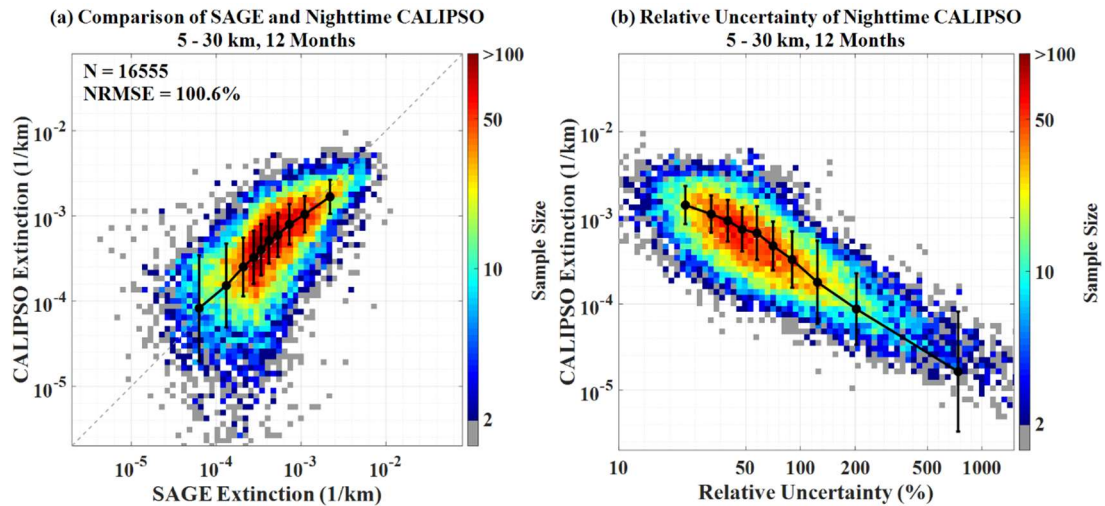 (a) Comparison of SAGE and Nighttime CALIPSO
5 - 30 km, 12 Months
N = 16555
NRMSE = 100.6%
CALIPSO Extinction (1/km)
10⁻²
10⁻³
10⁻⁴
10⁻⁵
10⁻⁵ 10⁻⁴ 10⁻³ 10⁻²
SAGE Extinction (1/km)
>100
50
10
2
Sample Size
(b) Relative Uncertainty of Nighttime CALIPSO
5 - 30 km, 12 Months
CALIPSO Extinction (1/km)
10⁻²
10⁻³
10⁻⁴
10⁻⁵
10 50 100 200 500 1000
Relative Uncertainty (%)
>100
50
10
2
Sample Size